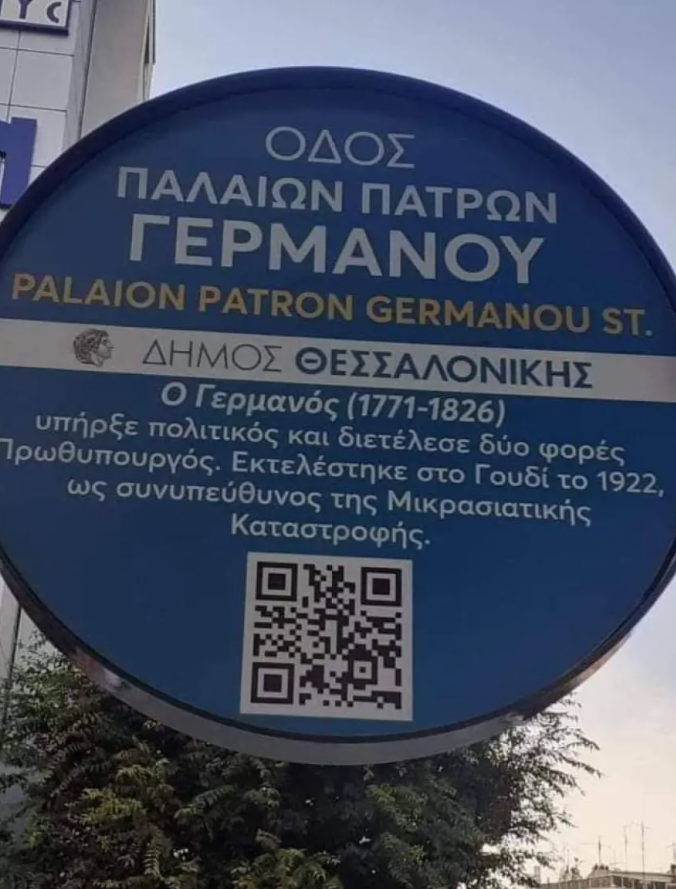 ΥC
ΟΔΟΣ
ΠΑΛΑΙΩΝ ΠΑΤΡΩΝ
ΓΕΡΜΑΝΟΥ
PALAION PATRON GERMANOU ST.
ΔΗΜΟΣ ΘΕΣΣΑΛΟΝΙΚΗΣ
Ο Γερμανός (1771-1826)
υπήρξε πολιτικός και διετέλεσε δύο φορές
Πρωθυπουργός. Εκτελέστηκε στο Γουδί το 1922,
ως συνυπεύθυνος της Μικρασιατικής
Καταστροφής.